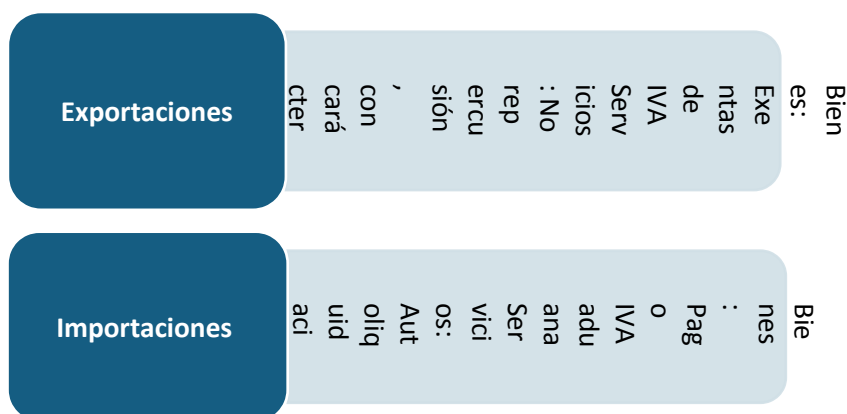 Exportaciones
Bien
es:
Exe
ntas
de
IVA
Serv
icios
: No
rep
ercu
sión
,
con
cará
cter
Importaciones
Bie
nes
:
Pag
o
IVA
adu
ana
Ser
vici
os:
Aut
oliq
uid
aci